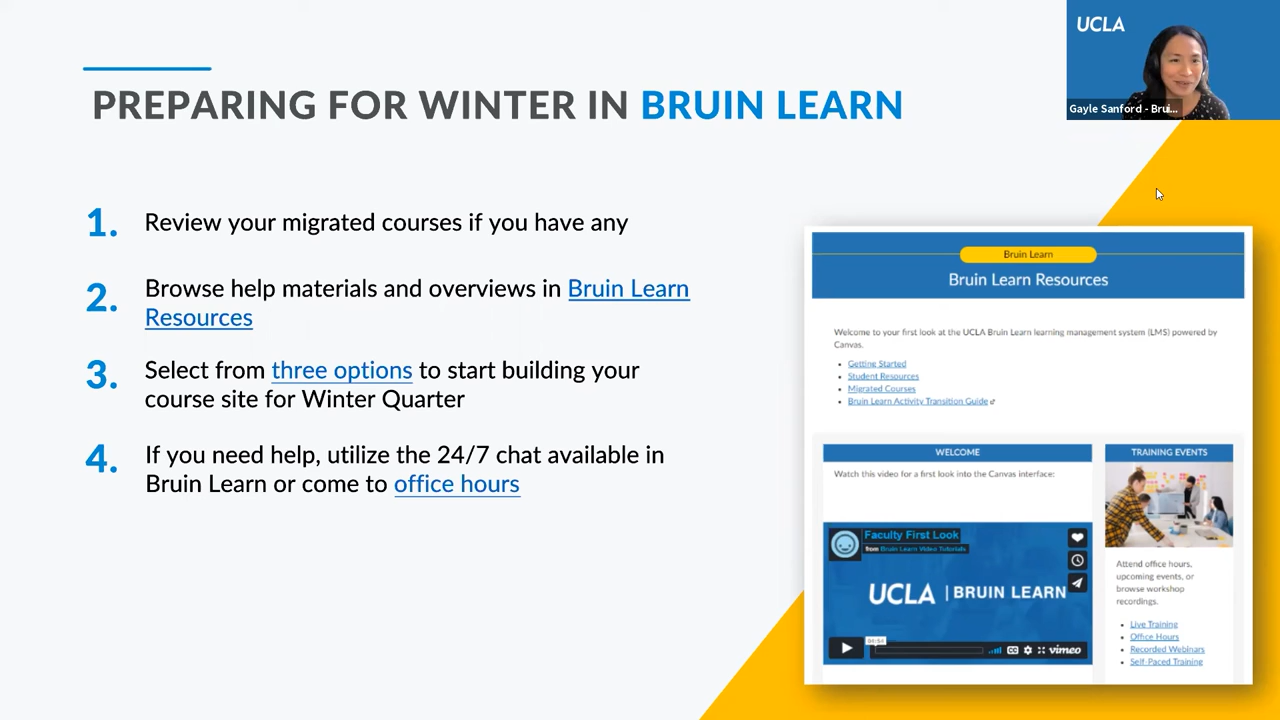 UCLA
Gayle Sanford - Brui...
PREPARING FOR WINTER IN BRUIN LEARN
1. Review your migrated courses if you have any
2. Browse help materials and overviews in Bruin Learn
Resources
3. Select from three options to start building your
course site for Winter Quarter
4. If you need help, utilize the 24/7 chat available in
Bruin Learn or come to office hours
Bruin Learn
Bruin Learn Resources
Welcome to your first look at the UCLA Bruin Learn learning management system (LMS) powered by
Canvas.
• Getting Started
• Student Resources
• Migrated Courses
• Bruin Learn Activity Transition Guide
WELCOME
Watch this video for a first look into the Canvas interface:
Faculty First Look
from Bruin Learn Video Tutorials
UCLA | BRUIN LEARN
04:54
CC
vimeo
TRAINING EVENTS
Attend office hours,
upcoming events, or
browse workshop
recordings.
• Live Training
• Office Hours
• Recorded Webinars
• Self-Paced Training